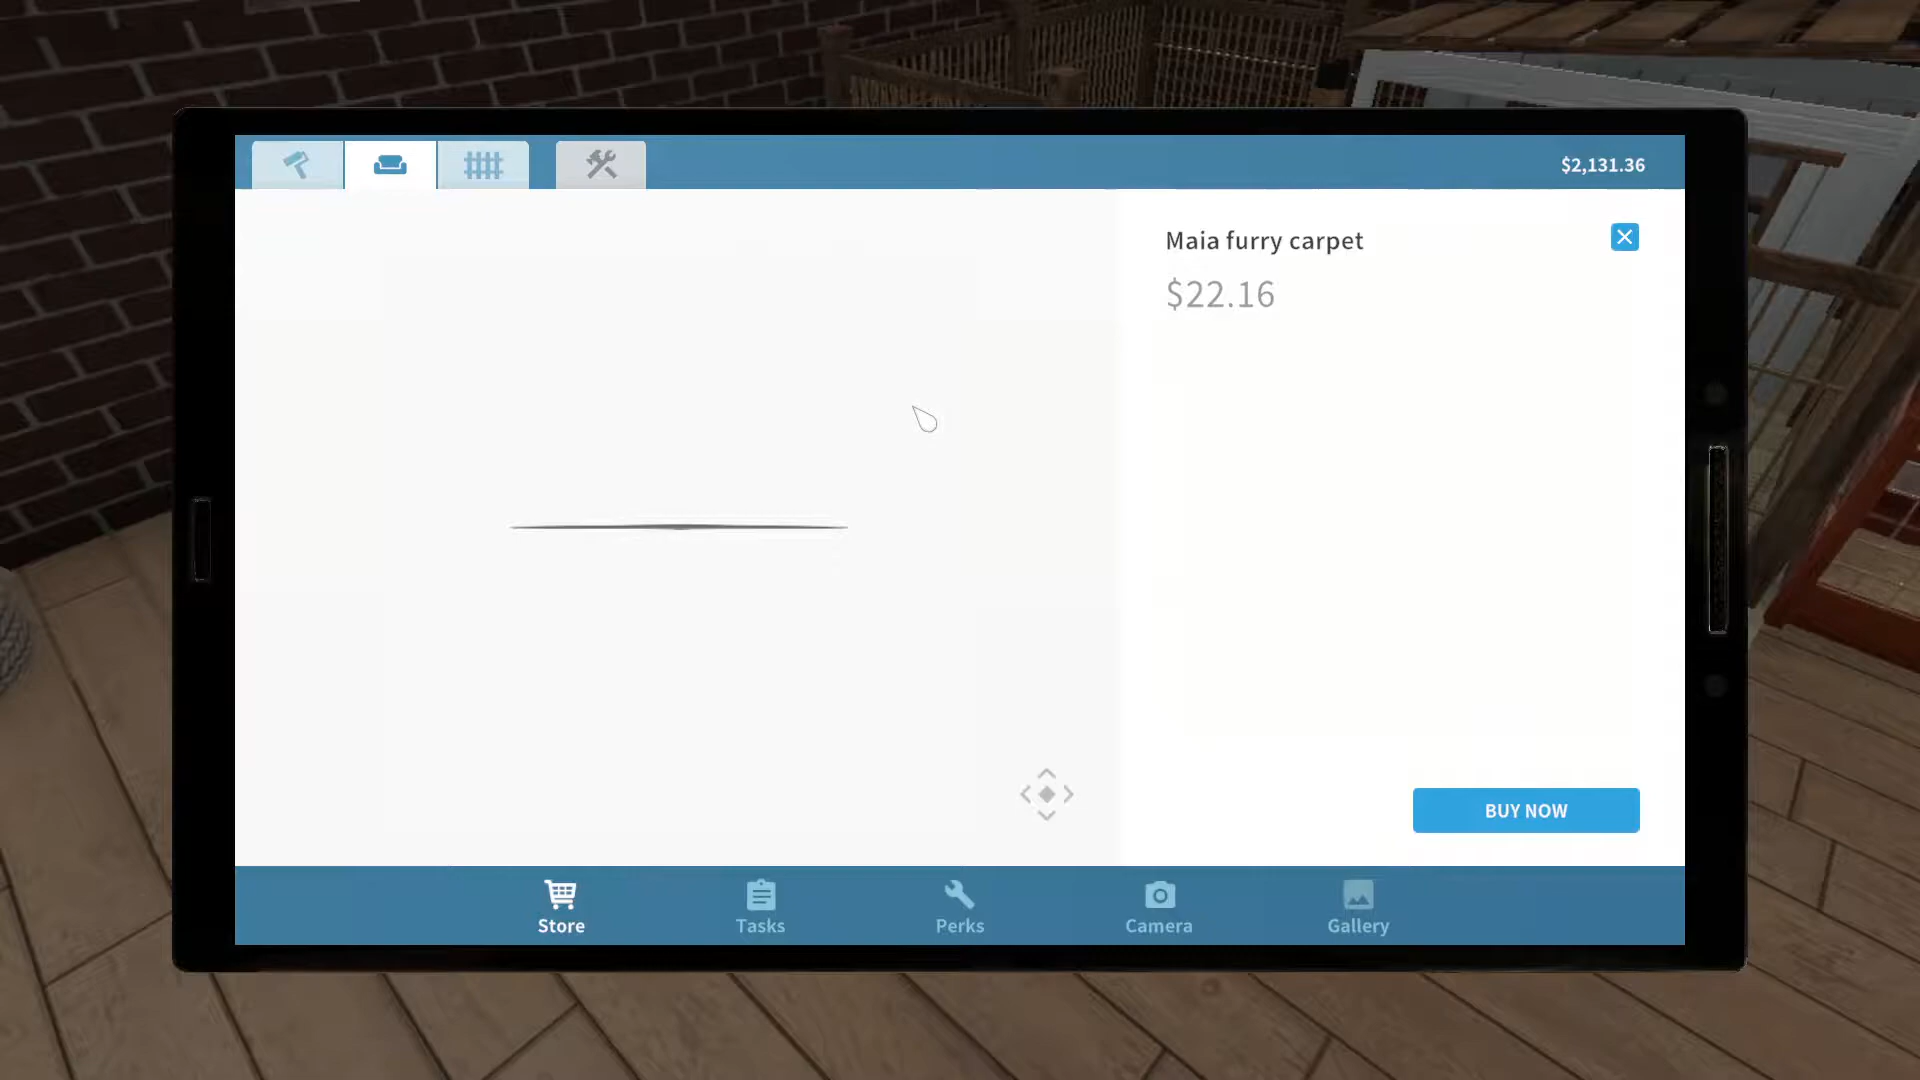 $2,131.36
Maia furry carpet
$22.16
BUY NOW
Store
Tasks
Perks
Camera
Gallery